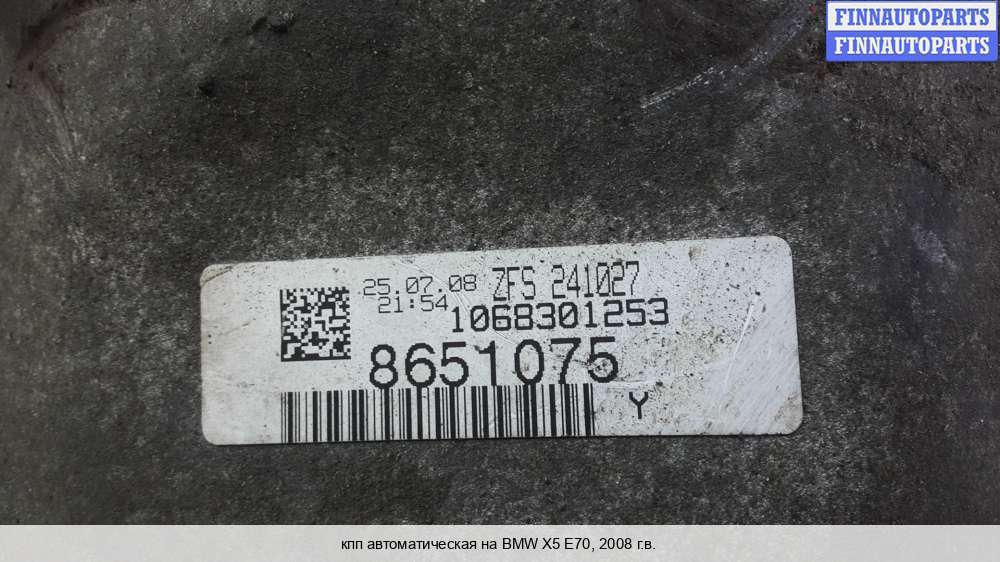 FINNAUTOPARTS
FINNAUTOPARTS
25.07.08 ZFS 241027
21:54 1068301253
8651075
Y
кпп автоматическая на BMW X5 E70, 2008 г.в.